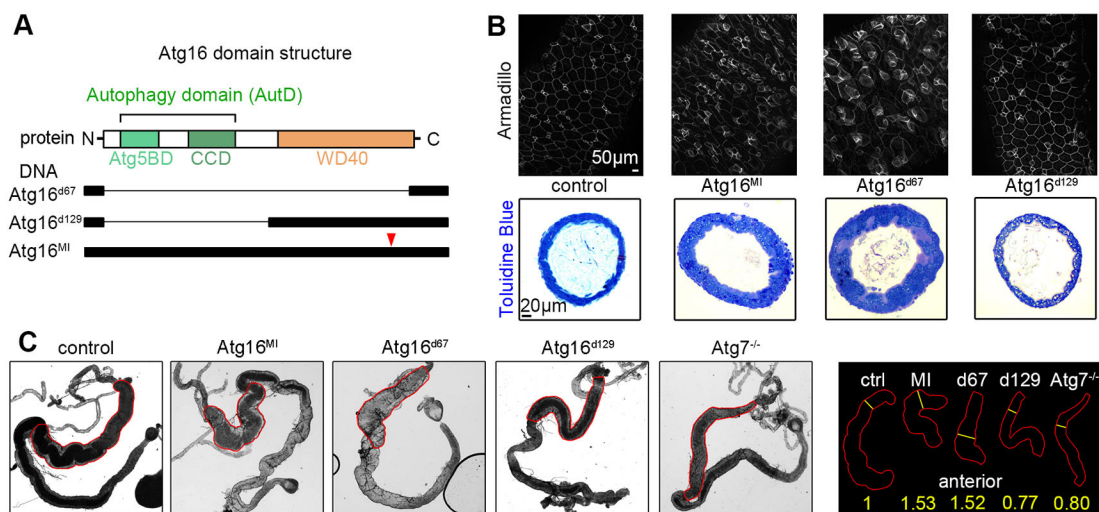 A
Atg16 domain structure
Autophagy domain (AutD)
protein N C
Atg5BD CCD WD40
DNA
Atg16d67
Atg16d129
Atg16MI
B
Armadillo
50µm
control Atg16MI Atg16d67 Atg16d129
Toluidine Blue
20µm
C
control Atg16MI Atg16d67 Atg16d129 Atg7-/-
ctrl MI d67 d129 Atg7-/-
anterior
1 1.53 1.52 0.77 0.80